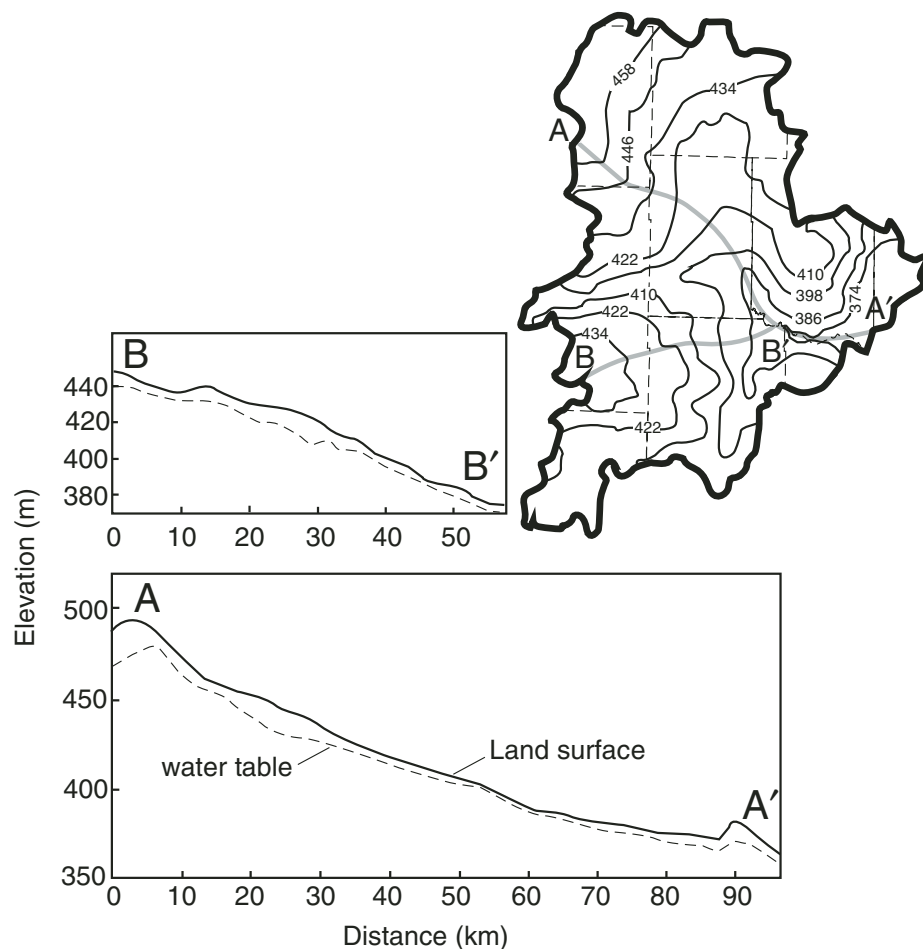 458
434
A
446
422
410
398
374
386
A′
410
422
434
B
B′
422
B
440
420
400
380
B′
0 10 20 30 40 50
Elevation (m)
A
500
450
400
350
water table
Land surface
A′
0 10 20 30 40 50 60 70 80 90
Distance (km)